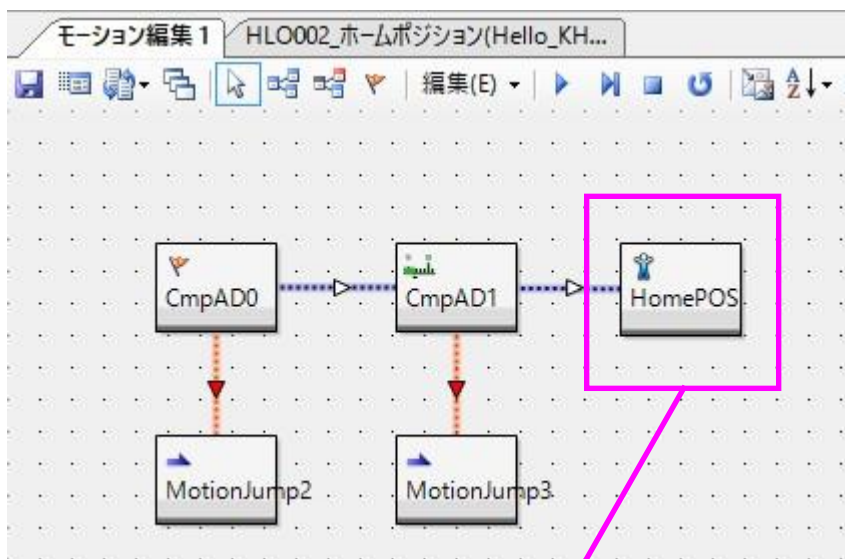 モーション編集 1
HLO002_ホームポジション(Hello_KH...
編集(E)
A
Z
CmpAD0
CmpAD1
HomePOS
MotionJump2
MotionJump3